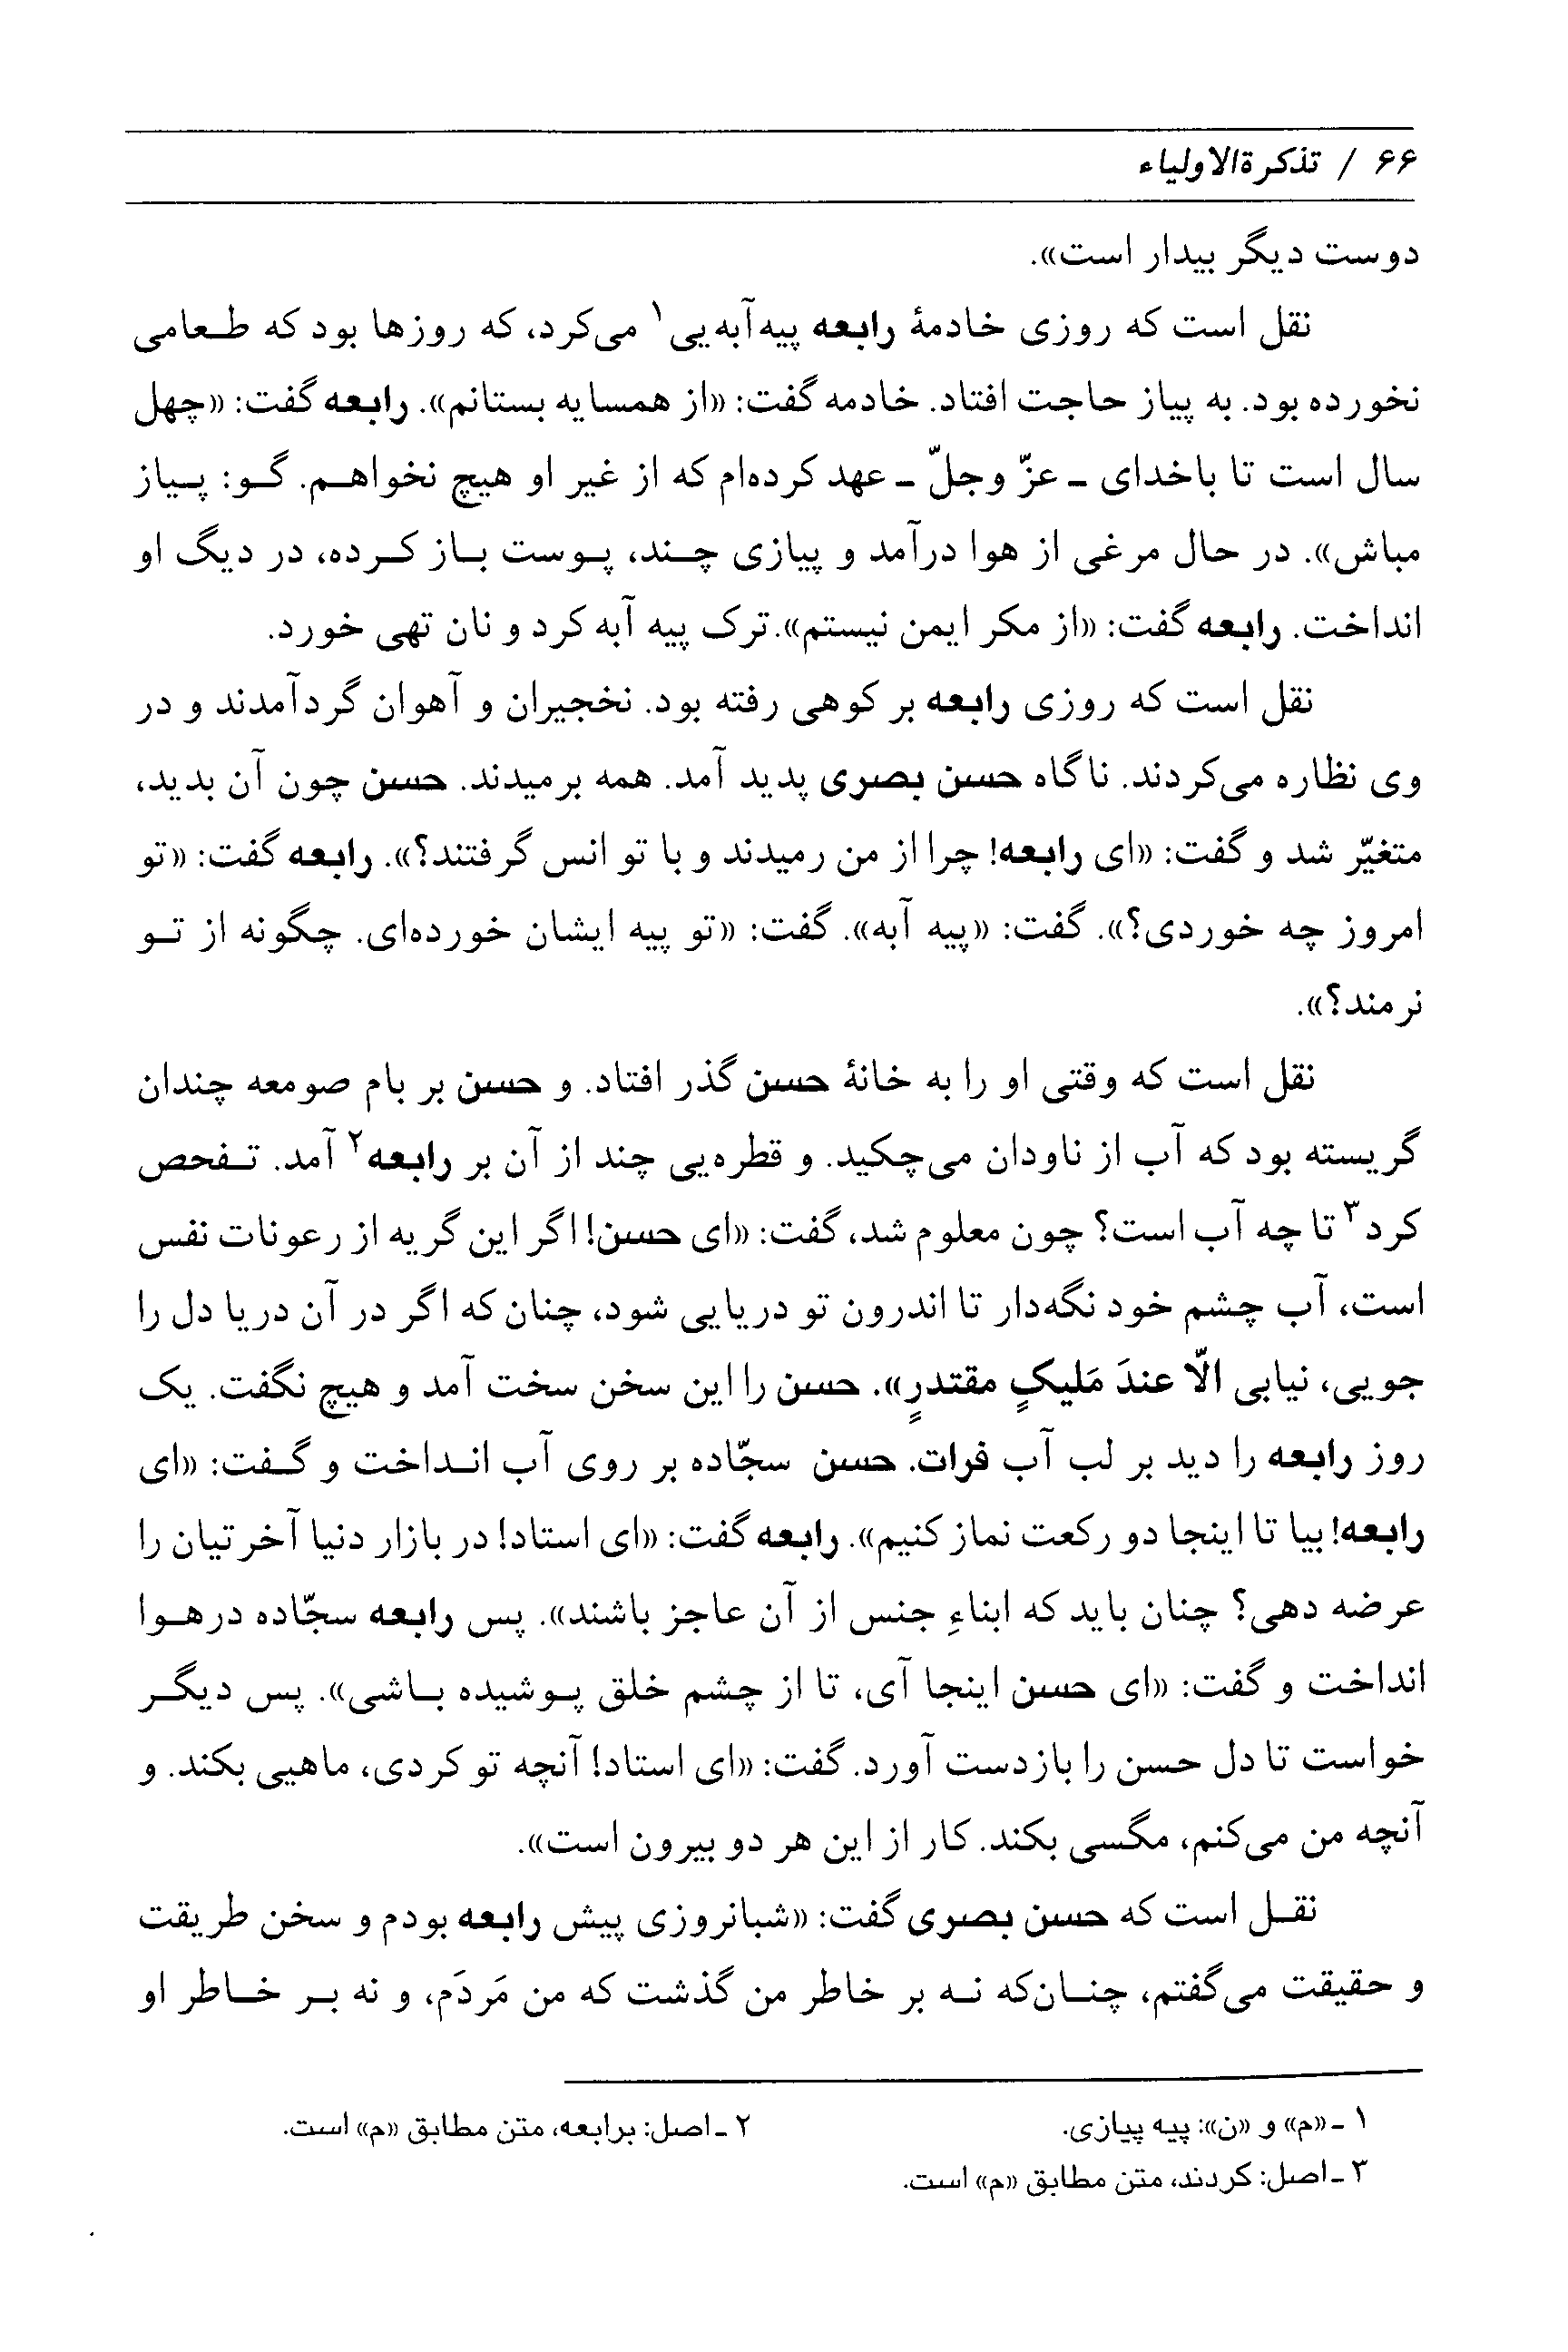 ۶۶ / تذکرةالاولیاء
دوست دیگر بیدار است».
نقل است که روزی خادمهٔ رابعه پیه‌آبه‌یی۱ می‌کرد، که روزها بود که طعامی
نخورده بود. به پیاز حاجت افتاد. خادمه گفت: «از همسایه بستانم». رابعه گفت: «چهل
سال است تا باخدای ـ عزّ وجلّ ـ عهد کرده‌ام که از غیر او هیچ نخواهم. گو: پیاز
مباش». در حال مرغی از هوا درآمد و پیازی چند، پوست باز کرده، در دیگ او
انداخت. رابعه گفت: «از مکر ایمن نیستم». ترک پیه آبه کرد و نان تهی خورد.
نقل است که روزی رابعه بر کوهی رفته بود. نخجیران و آهوان گردآمدند و در
وی نظاره می‌کردند. ناگاه حسن بصری پدید آمد. همه برمیدند. حسن چون آن بدید،
متغیّر شد و گفت: «ای رابعه! چرا از من رمیدند و با تو انس گرفتند؟». رابعه گفت: «تو
امروز چه خوردی؟». گفت: «پیه آبه». گفت: «تو پیه ایشان خورده‌ای. چگونه از تو
نرمند؟».
نقل است که وقتی او را به خانهٔ حسن گذر افتاد. و حسن بر بام صومعه چندان
گریسته بود که آب از ناودان می‌چکید. و قطره‌یی چند از آن بر رابعه۲ آمد. تفحص
کرد۳ تا چه آب است؟ چون معلوم شد، گفت: «ای حسن! اگر این گریه از رعونات نفس
است، آب چشم خود نگه‌دار تا اندرون تو دریایی شود، چنان که اگر در آن دریا دل را
جویی، نیابی الّا عندَ مَلیکٍ مقتدرٍ». حسن را این سخن سخت آمد و هیچ نگفت. یک
روز رابعه را دید بر لب آب فرات. حسن سجّاده بر روی آب انداخت و گفت: «ای
رابعه! بیا تا اینجا دو رکعت نماز کنیم». رابعه گفت: «ای استاد! در بازار دنیا آخرتیان را
عرضه دهی؟ چنان باید که ابناءِ جنس از آن عاجز باشند». پس رابعه سجّاده درهوا
انداخت و گفت: «ای حسن اینجا آی، تا از چشم خلق پوشیده باشی». پس دیگر
خواست تا دل حسن را بازدست آورد. گفت: «ای استاد! آنچه تو کردی، ماهیی بکند. و
آنچه من می‌کنم، مگسی بکند. کار از این هر دو بیرون است».
نقل است که حسن بصری گفت: «شبانروزی پیش رابعه بودم و سخن طریقت
و حقیقت می‌گفتم، چنان‌که نه بر خاطر من گذشت که من مَردَم، و نه بر خاطر او
۱ ـ «م» و «ن»: پیه پیازی. ۲ ـ اصل: برابعه، متن مطابق «م» است.
۳ ـ اصل: کردند، متن مطابق «م» است.